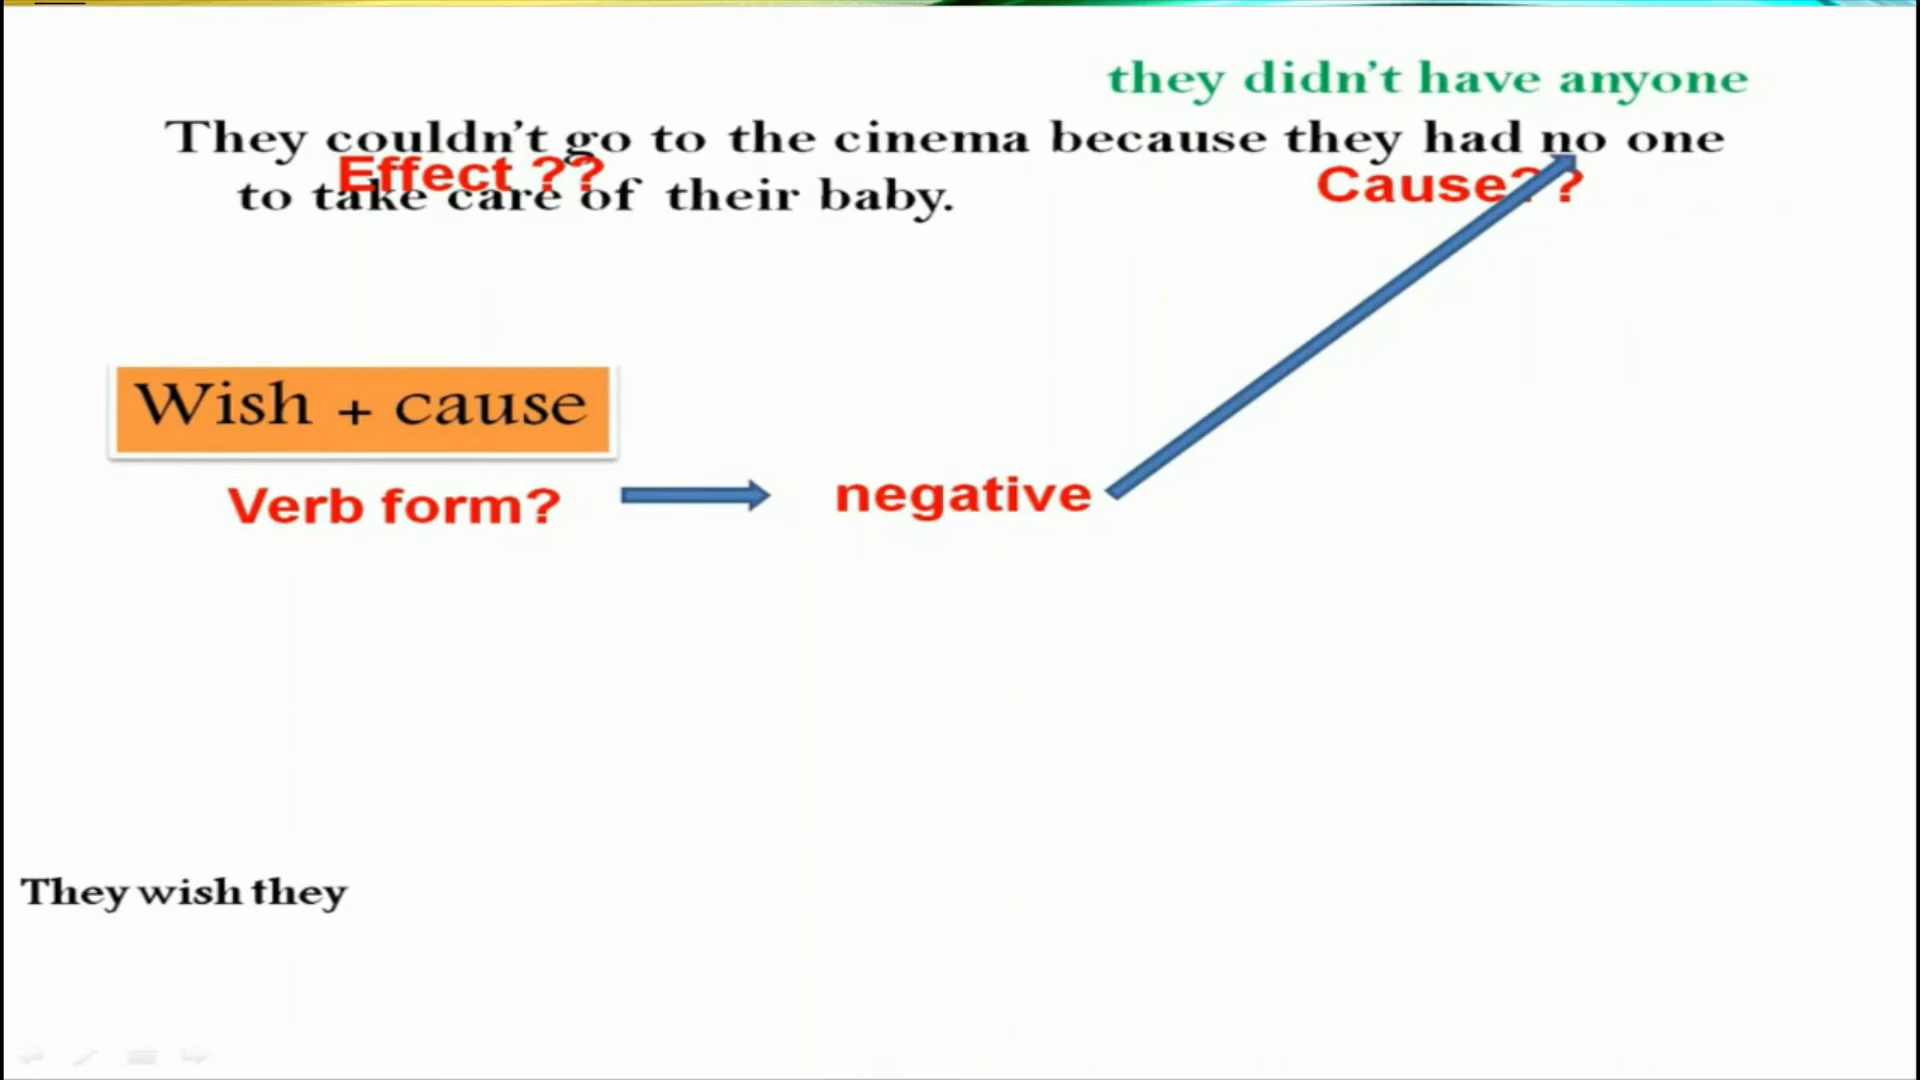 they didn't have anyone
They couldn't go to the cinema because they had no one
Effect ??
Cause??
to take care of their baby.
Wish + cause
Verb form?
negative
They wish they